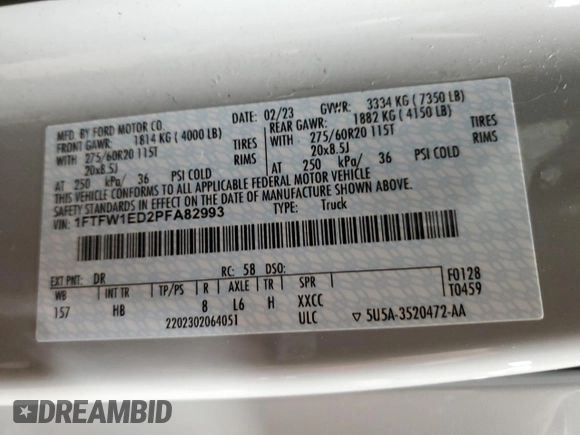 MFD. BY FORD MOTOR CO.
DATE: 02/23
GVWR: 3334 KG ( 7350 LB)
FRONT GAWR: 1814 KG ( 4000 LB)
REAR GAWR: 1882 KG ( 4150 LB)
WITH 275/60R20 115T TIRES
WITH 275/60R20 115T TIRES
20x8.5J RIMS
20x8.5J RIMS
AT 250 kPa/ 36 PSI COLD
AT 250 kPa/ 36 PSI COLD
THIS VEHICLE CONFORMS TO ALL APPLICABLE FEDERAL MOTOR VEHICLE
SAFETY STANDARDS IN EFFECT ON THE DATE OF MANUFACTURE SHOWN ABOVE.
VIN: 1FTFW1ED2PFA82993
TYPE: Truck
EXT PNT: DR RC: 58 DSO:
WB INT TR TP/PS R AXLE TR SPR F0128
157 HB 8 L6 H XXCC T0459
2202302064051 ULC ▽ 5U5A-3520472-AA
DREAMBID